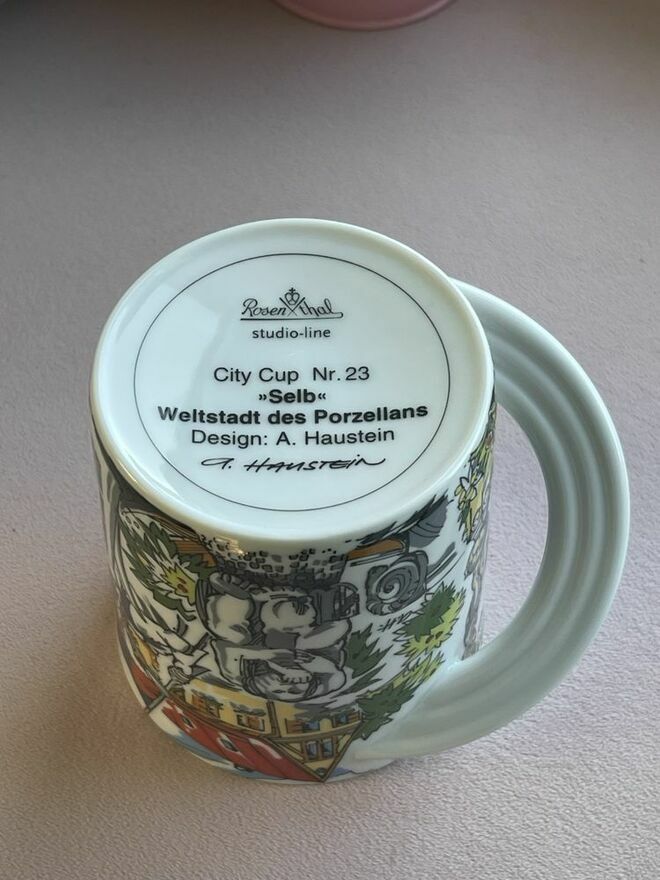 Rosenthal
studio-line
City Cup Nr. 23
»Selb«
Weltstadt des Porzellans
Design: A. Haustein
A. HAUSTEIN